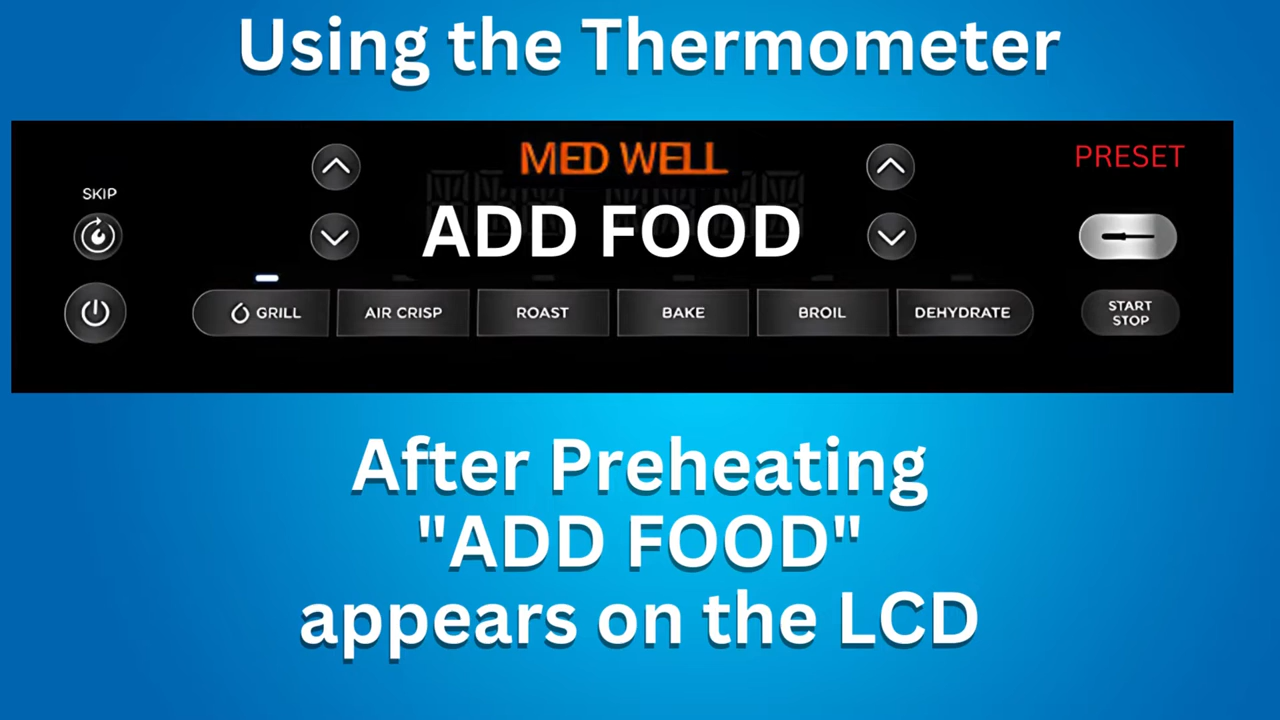 Using the Thermometer
MED WELL
PRESET
SKIP
ADD FOOD
GRILL
AIR CRISP
ROAST
BAKE
BROIL
DEHYDRATE
START
STOP
After Preheating
"ADD FOOD"
appears on the LCD